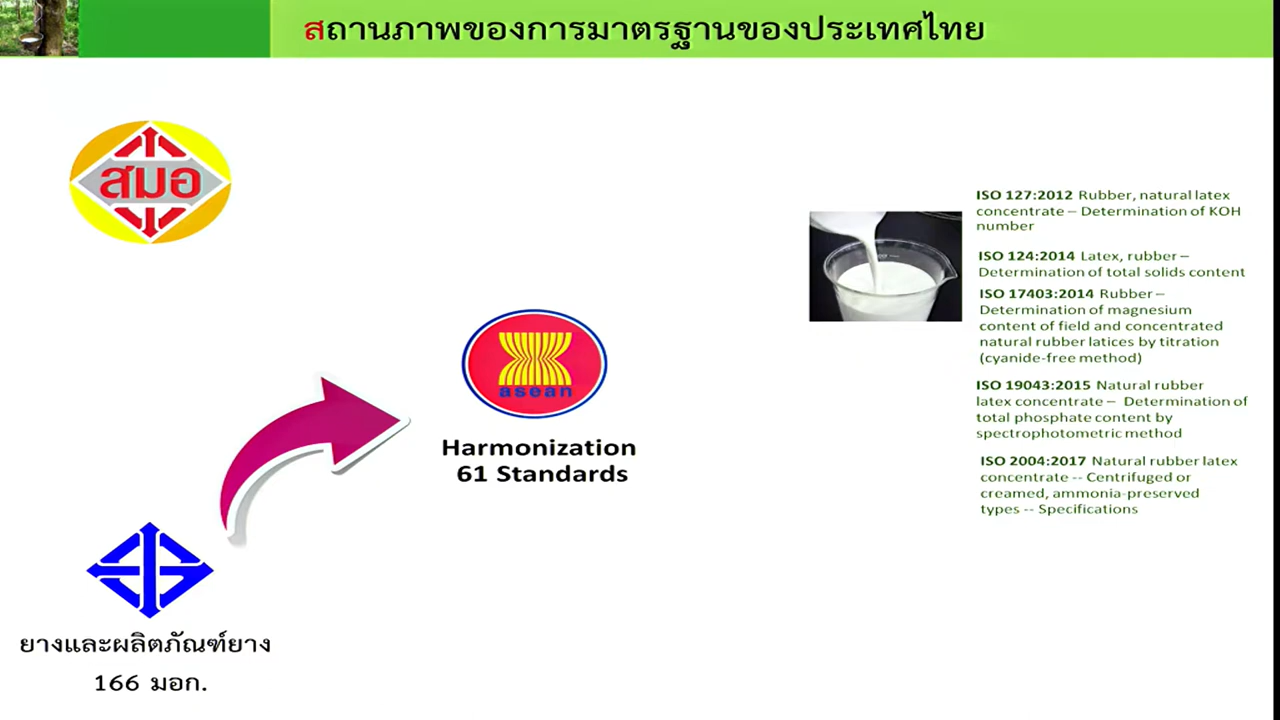 สถานภาพของการมาตรฐานของประเทศไทย
สมอ
ISO 127:2012 Rubber, natural latex
concentrate – Determination of KOH
number
ISO 124:2014 Latex, rubber –
Determination of total solids content
ISO 17403:2014 Rubber –
Determination of magnesium
content of field and concentrated
natural rubber latices by titration
(cyanide-free method)
ISO 19043:2015 Natural rubber
latex concentrate – Determination of
total phosphate content by
spectrophotometric method
ISO 2004:2017 Natural rubber latex
concentrate -- Centrifuged or
creamed, ammonia-preserved
types -- Specifications
asean
Harmonization
61 Standards
ยางและผลิตภัณฑ์ยาง
166 มอก.